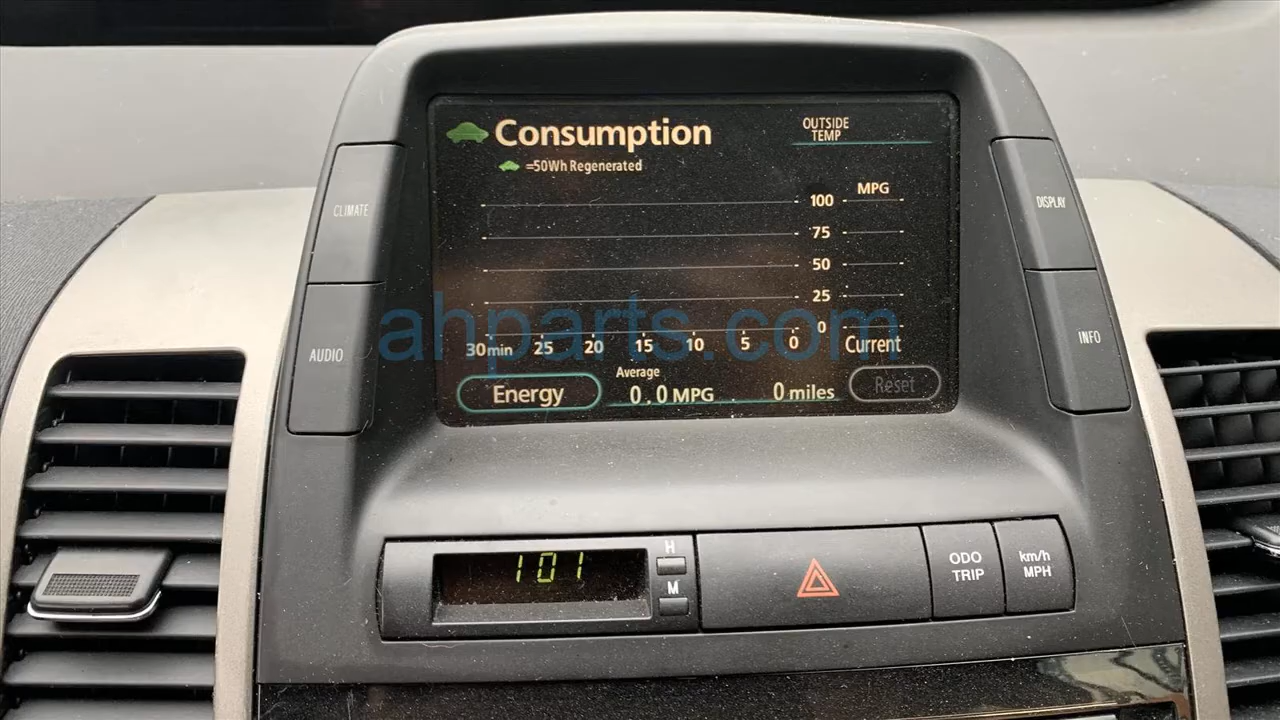 Consumption
OUTSIDE
TEMP
=50Wh Regenerated
MPG
100
75
50
25
0
30min 25 20 15 10 5 0 Current
Average
Energy 0.0 MPG 0 miles Reset
CLIMATE
AUDIO
DISPLAY
INFO
ahparts.com
101
H
M
ODO
TRIP
km/h
MPH